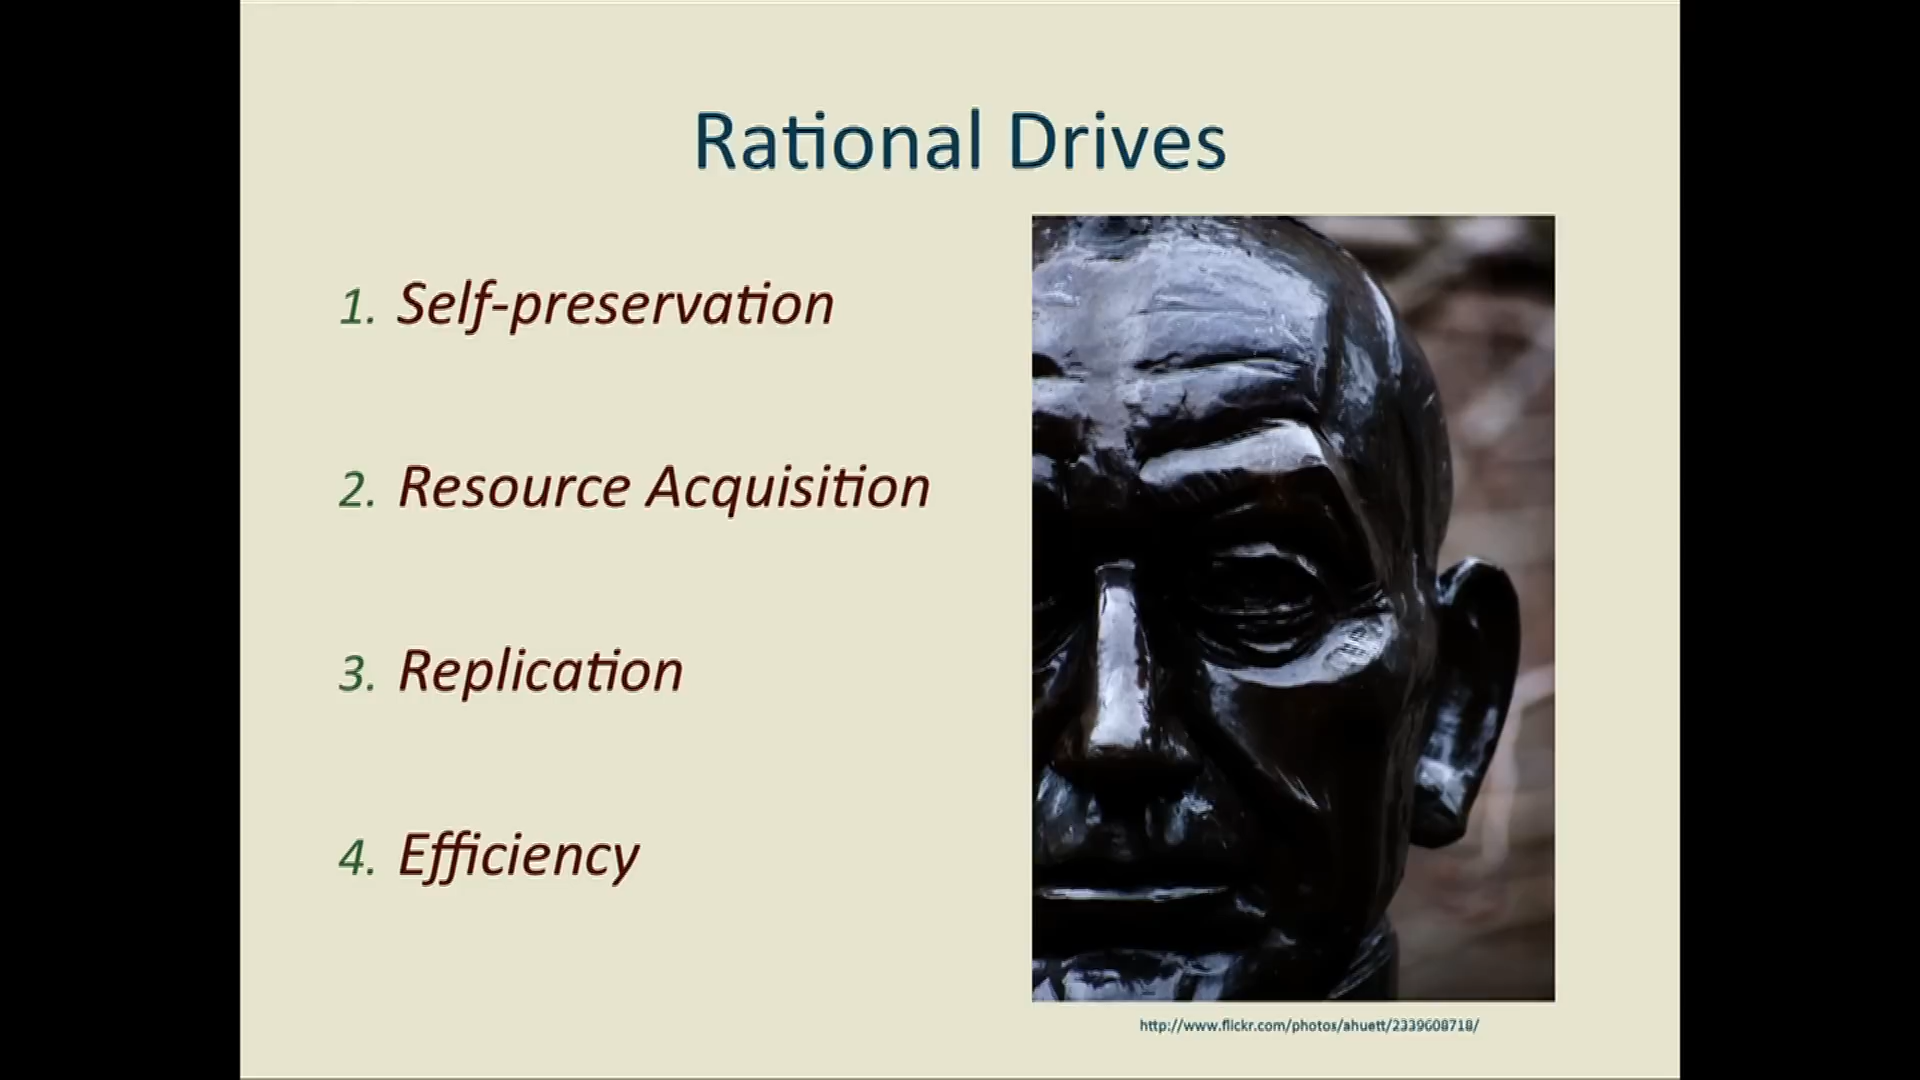 Rational Drives
1. Self-preservation
2. Resource Acquisition
3. Replication
4. Efficiency
http://www.flickr.com/photos/ahuett/2339608718/